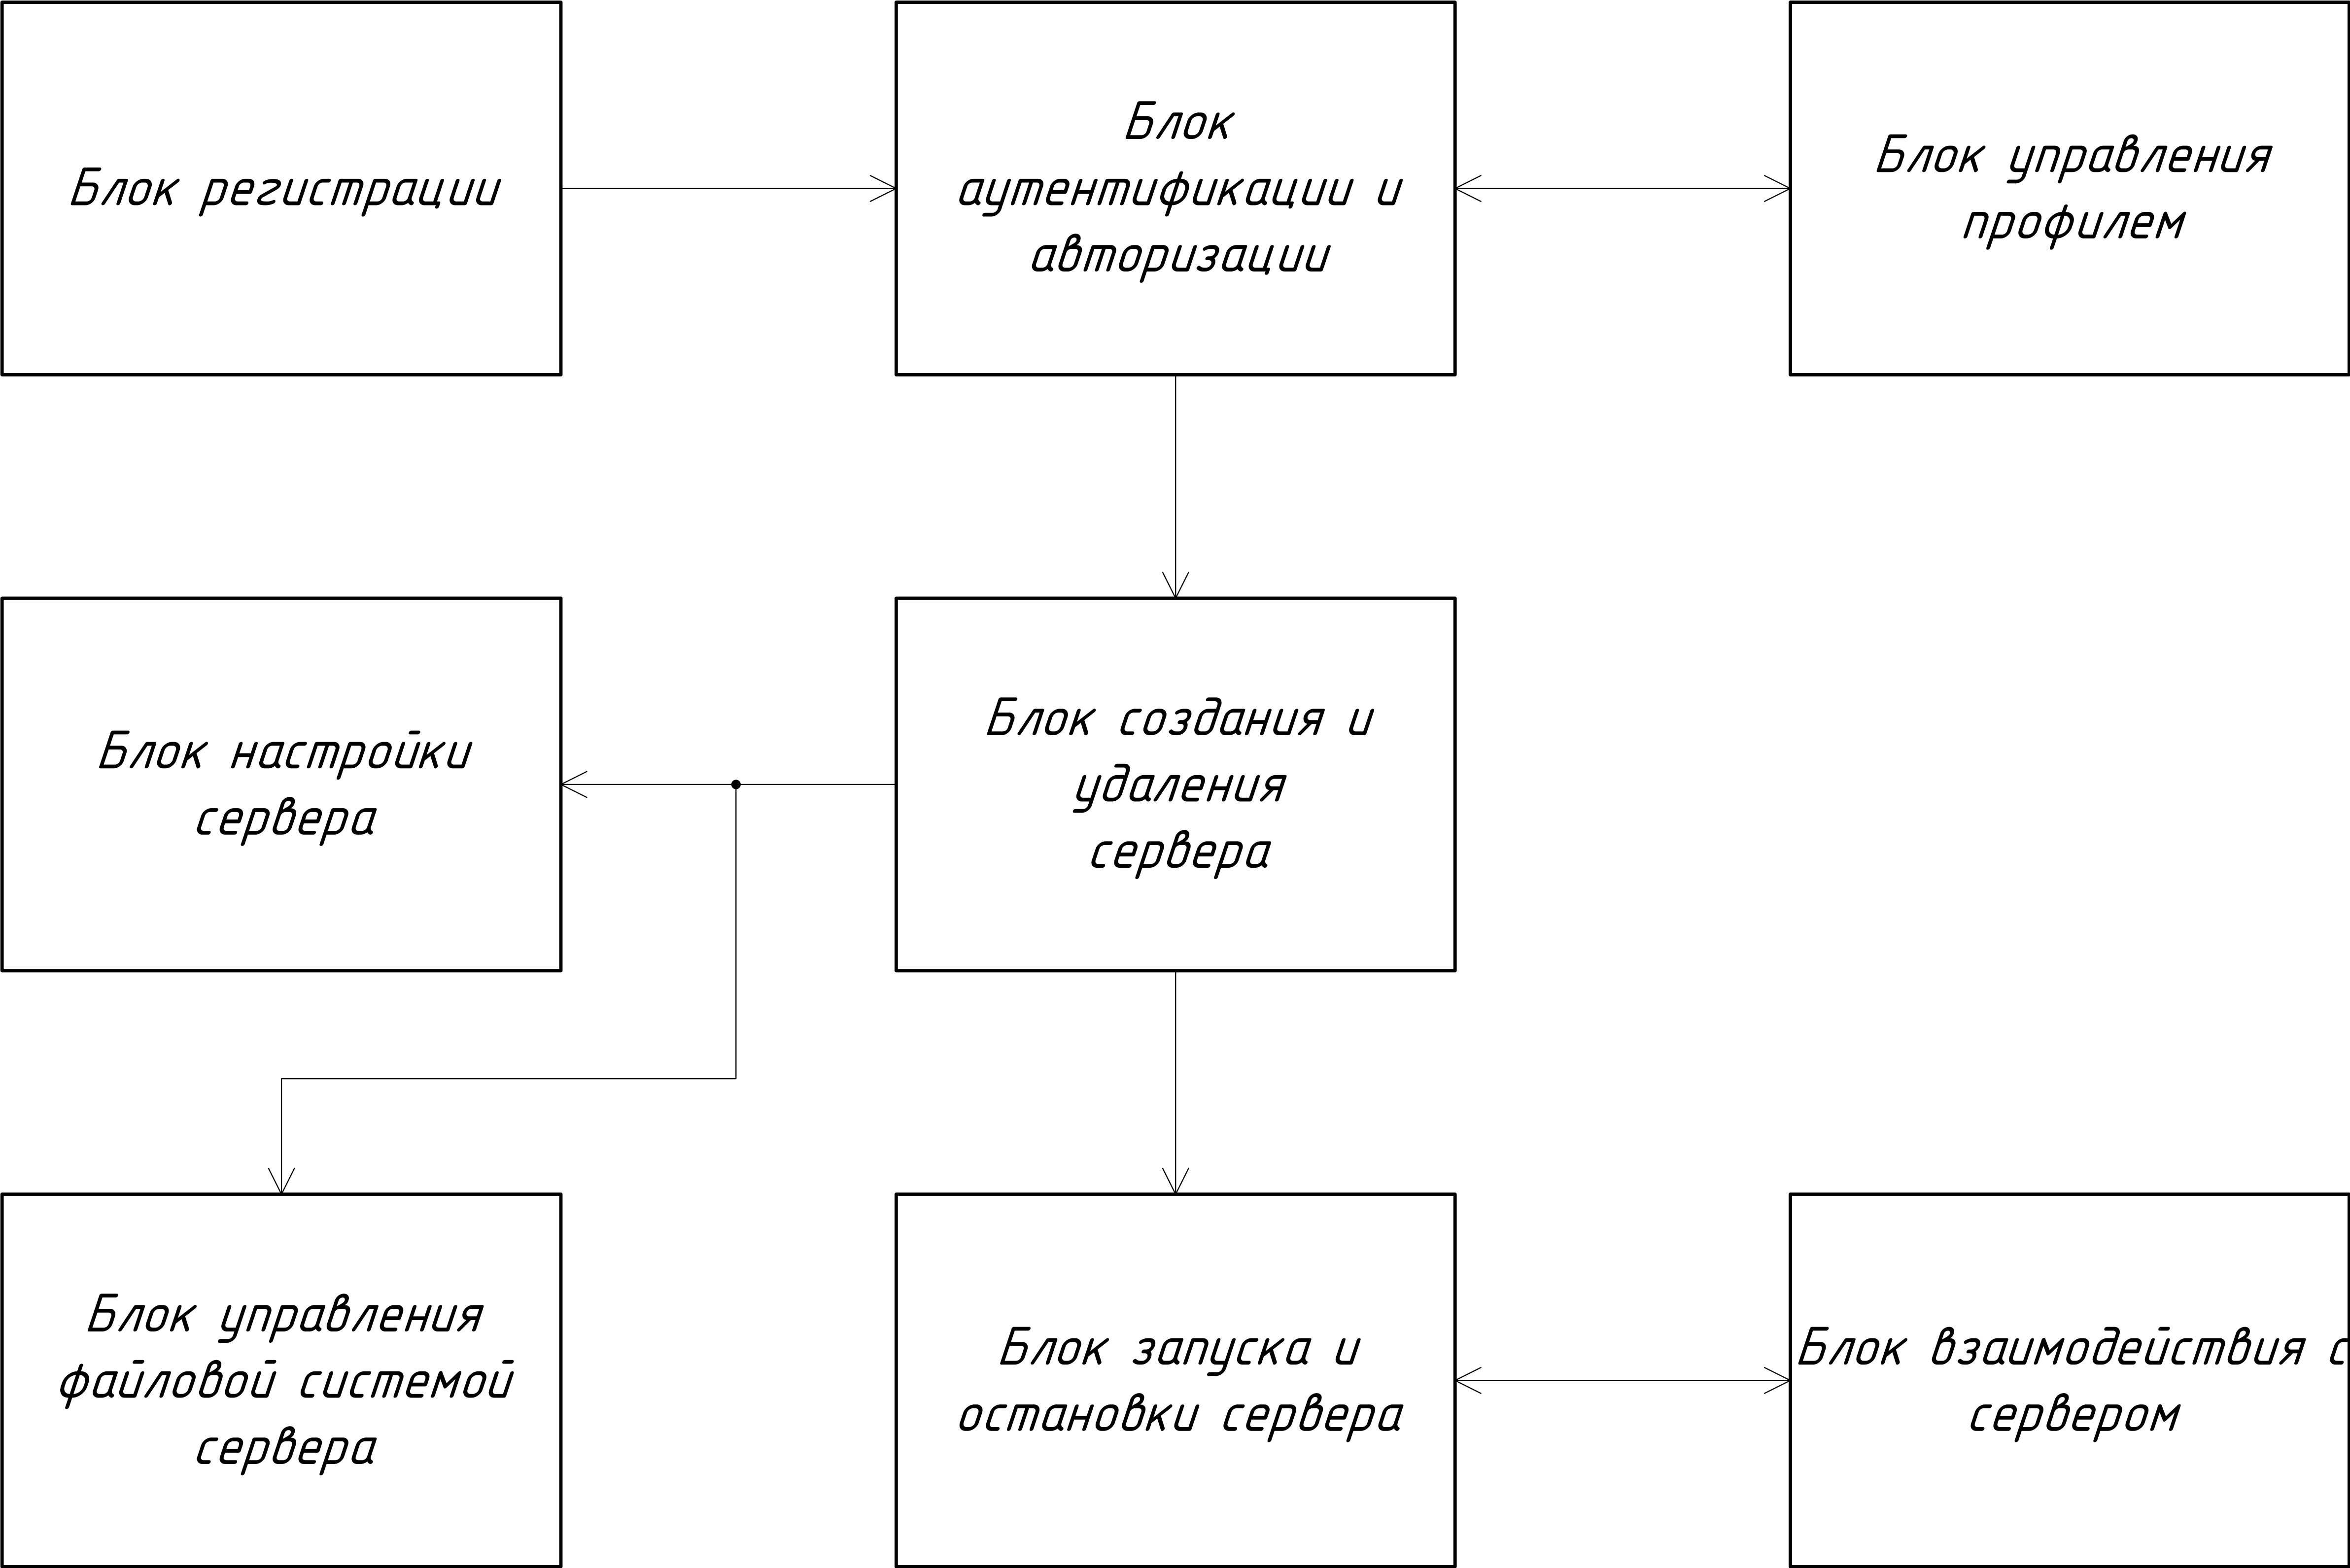 Блок регистрации
Блок
аутентификации и
авторизации
Блок управления
профилем
Блок настройки
сервера
Блок создания и
удаления
сервера
Блок управления
файловой системой
сервера
Блок запуска и
остановки сервера
Блок взаимодействия с
сервером